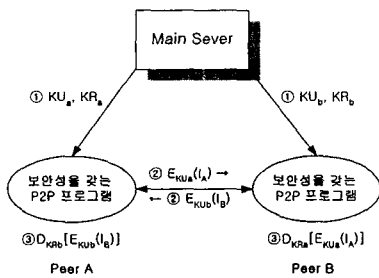 Main Sever
① KUa, KRa
① KUb, KRb
② EKUa(IA) →
← ② EKUb(IB)
보안성을 갖는
P2P 프로그램
보안성을 갖는
P2P 프로그램
③DKRb[EKUb(IB)]
③DKRa[EKUa(IA)]
Peer A
Peer B